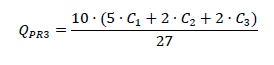 Q_PR3 = 10 · (5 · C_1 + 2 · C_2 + 2 · C_3) / 27